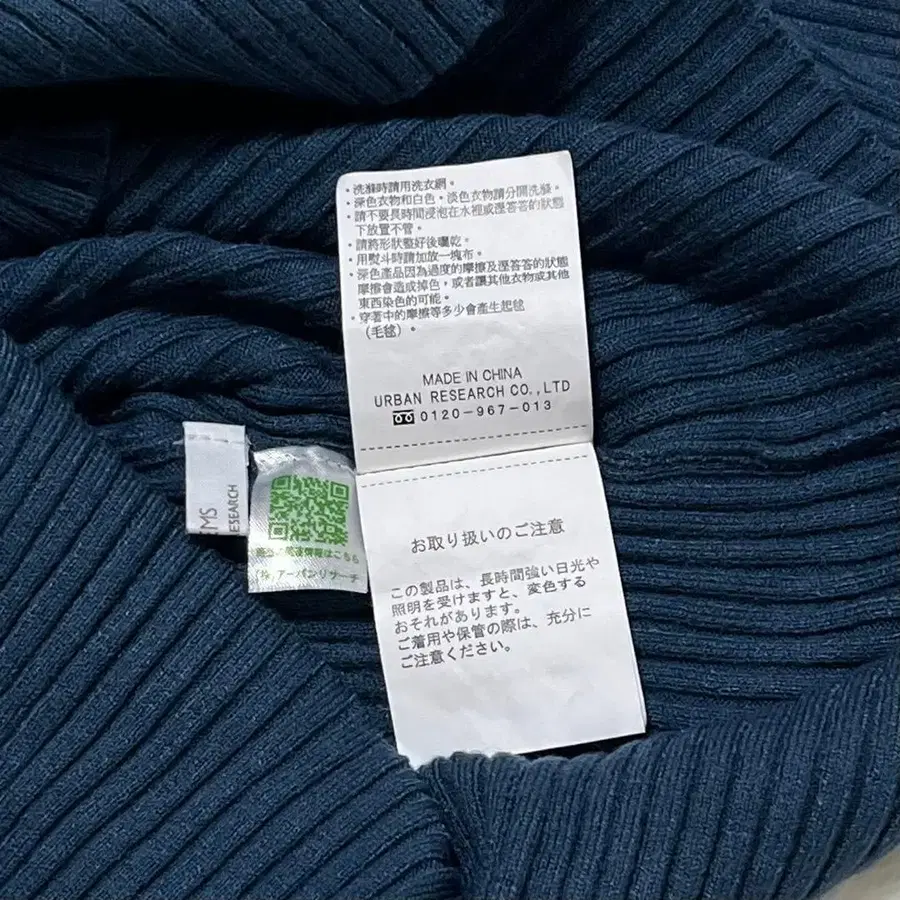 ・洗滌時請用洗衣網。
・深色衣物和白色。淡色衣物請分開洗滌。
・請不要長時間浸泡在水裡或溼答答的狀態
下放置不管。
・請將形狀整好後曬乾。
・用熨斗時請加放一塊布。
・深色產品因為過度的摩擦及溼答答的狀態
摩擦會造成掉色，或者讓其他衣物或其他
東西染色的可能。
・穿著中的摩擦等多少會產生起毬
（毛毬）。
MADE IN CHINA
URBAN RESEARCH CO.,LTD
0120-967-013
MS
ESEARCH
情報はこちら
(株)アーバンリサーチ
お取り扱いのご注意
この製品は、長時間強い日光や
照明を受けますと、変色する
おそれがあります。
ご着用や保管の際は、充分に
ご注意ください。